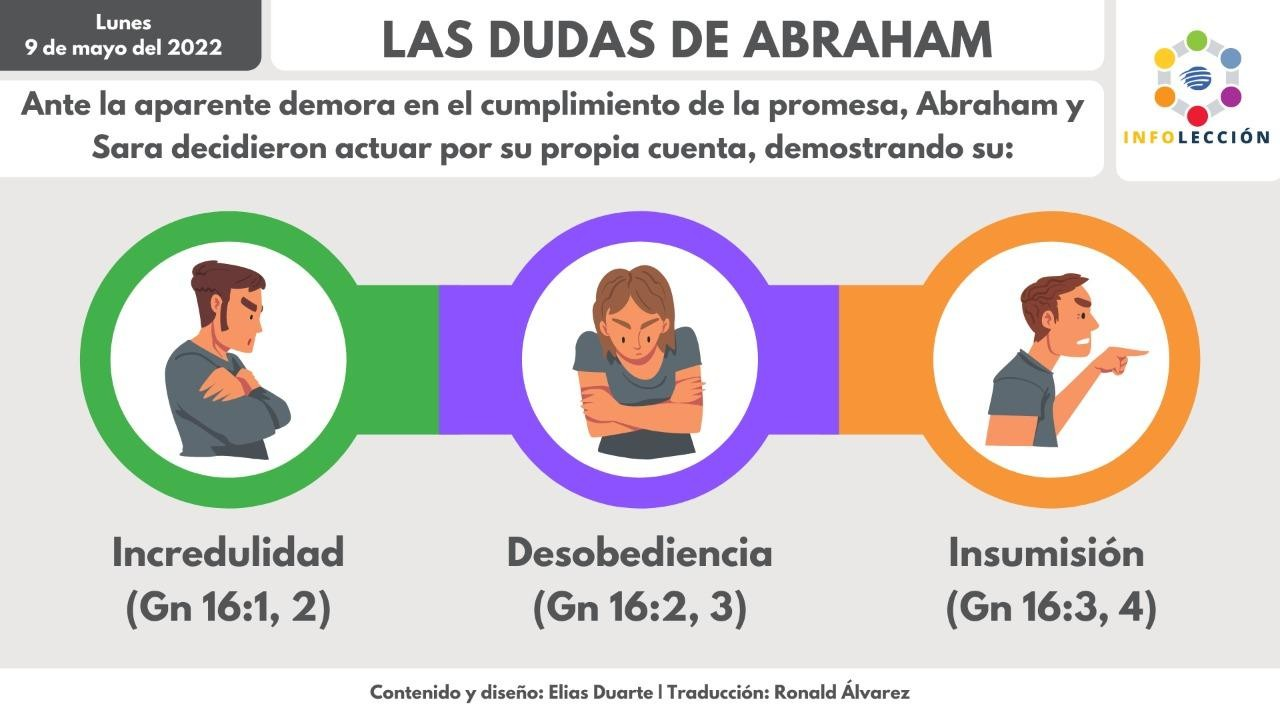 Lunes
9 de mayo del 2022
LAS DUDAS DE ABRAHAM
INFOLECCIÓN
Ante la aparente demora en el cumplimiento de la promesa, Abraham y
Sara decidieron actuar por su propia cuenta, demostrando su:
Incredulidad
(Gn 16:1, 2)
Desobediencia
(Gn 16:2, 3)
Insumisión
(Gn 16:3, 4)
Contenido y diseño: Elias Duarte | Traducción: Ronald Álvarez